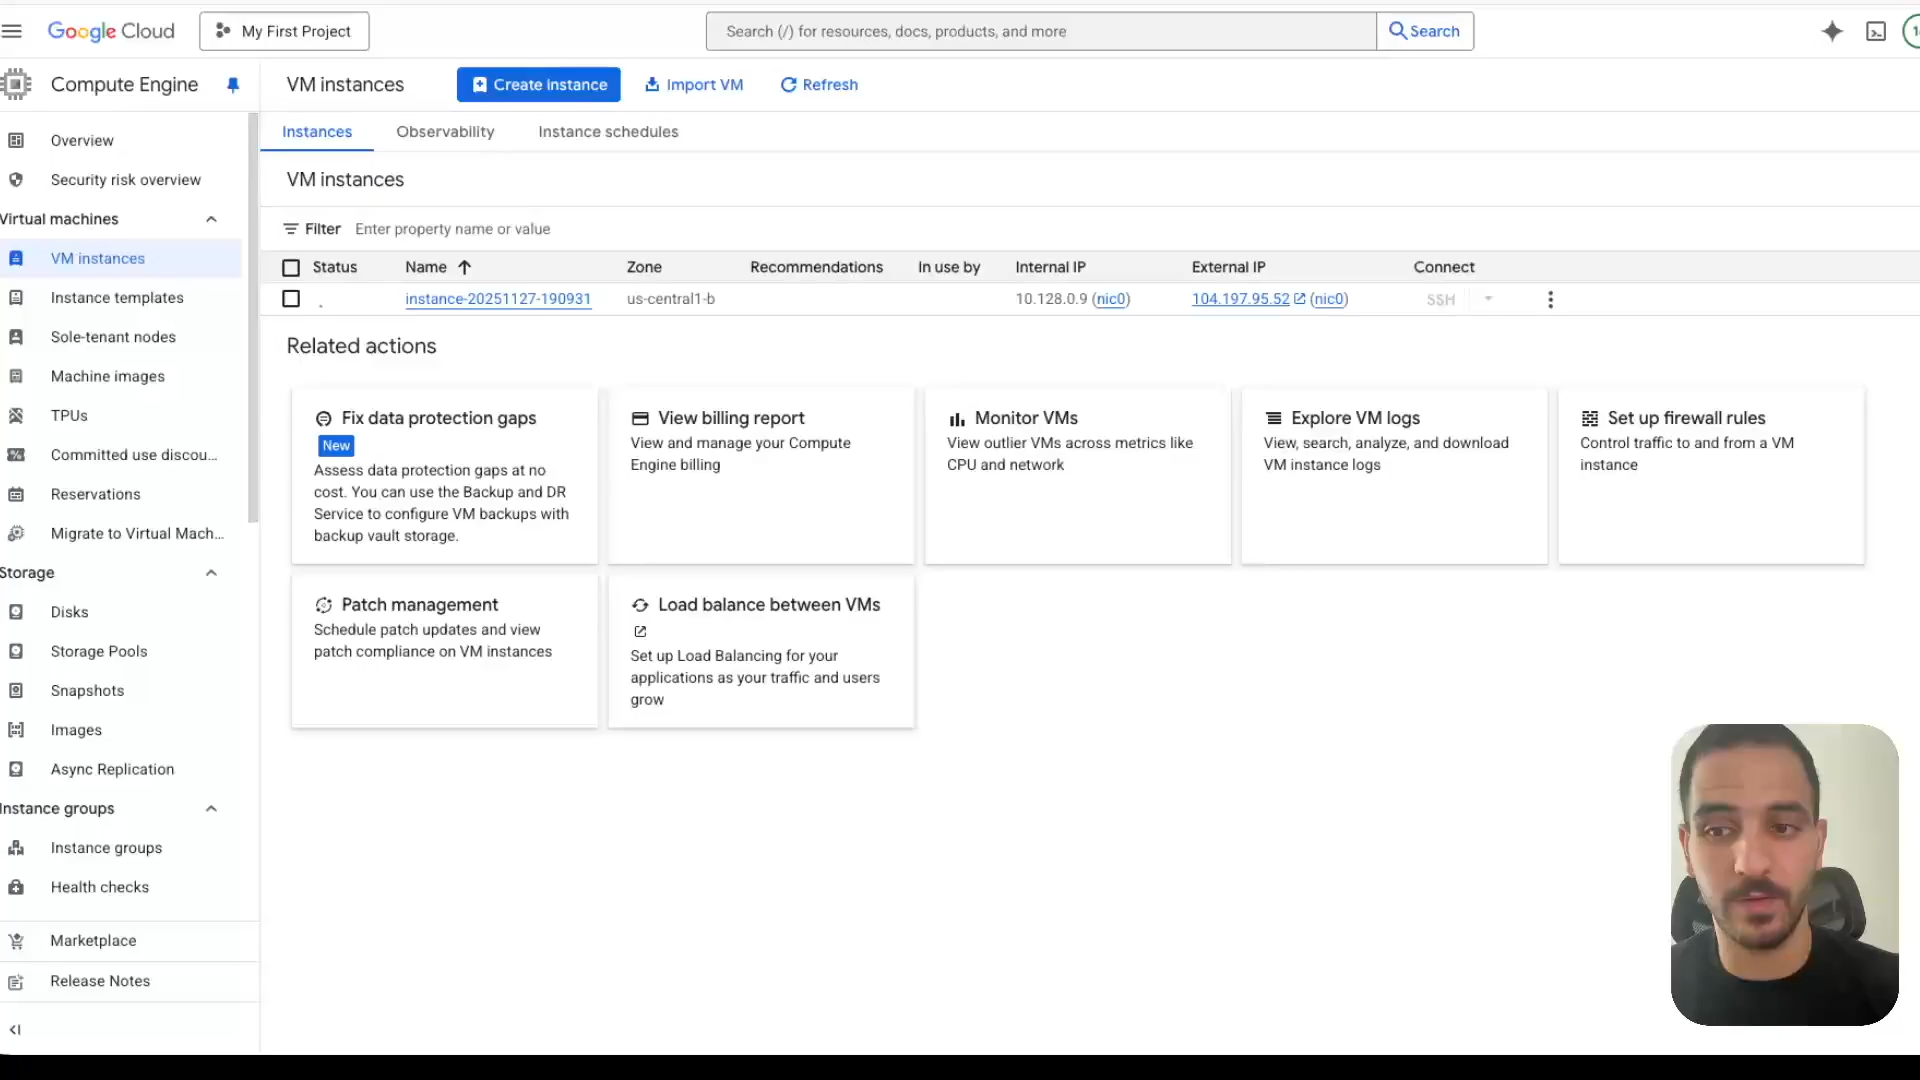 Google Cloud
My First Project
Search (/) for resources, docs, products, and more
Search
Compute Engine
VM instances
Create instance
Import VM
Refresh
Overview
Security risk overview
Virtual machines
VM instances
Instance templates
Sole-tenant nodes
Machine images
TPUs
Committed use discou...
Reservations
Migrate to Virtual Mach...
Storage
Disks
Storage Pools
Snapshots
Images
Async Replication
Instance groups
Instance groups
Health checks
Marketplace
Release Notes
Instances
Observability
Instance schedules
VM instances
Filter
Enter property name or value
Status
Name
Zone
Recommendations
In use by
Internal IP
External IP
Connect
instance-20251127-190931
us-central1-b
10.128.0.9 (nic0)
104.197.95.52 (nic0)
SSH
Related actions
Fix data protection gaps
New
Assess data protection gaps at no
cost. You can use the Backup and DR
Service to configure VM backups with
backup vault storage.
View billing report
View and manage your Compute
Engine billing
Monitor VMs
View outlier VMs across metrics like
CPU and network
Explore VM logs
View, search, analyze, and download
VM instance logs
Set up firewall rules
Control traffic to and from a VM
instance
Patch management
Schedule patch updates and view
patch compliance on VM instances
Load balance between VMs
Set up Load Balancing for your
applications as your traffic and users
grow